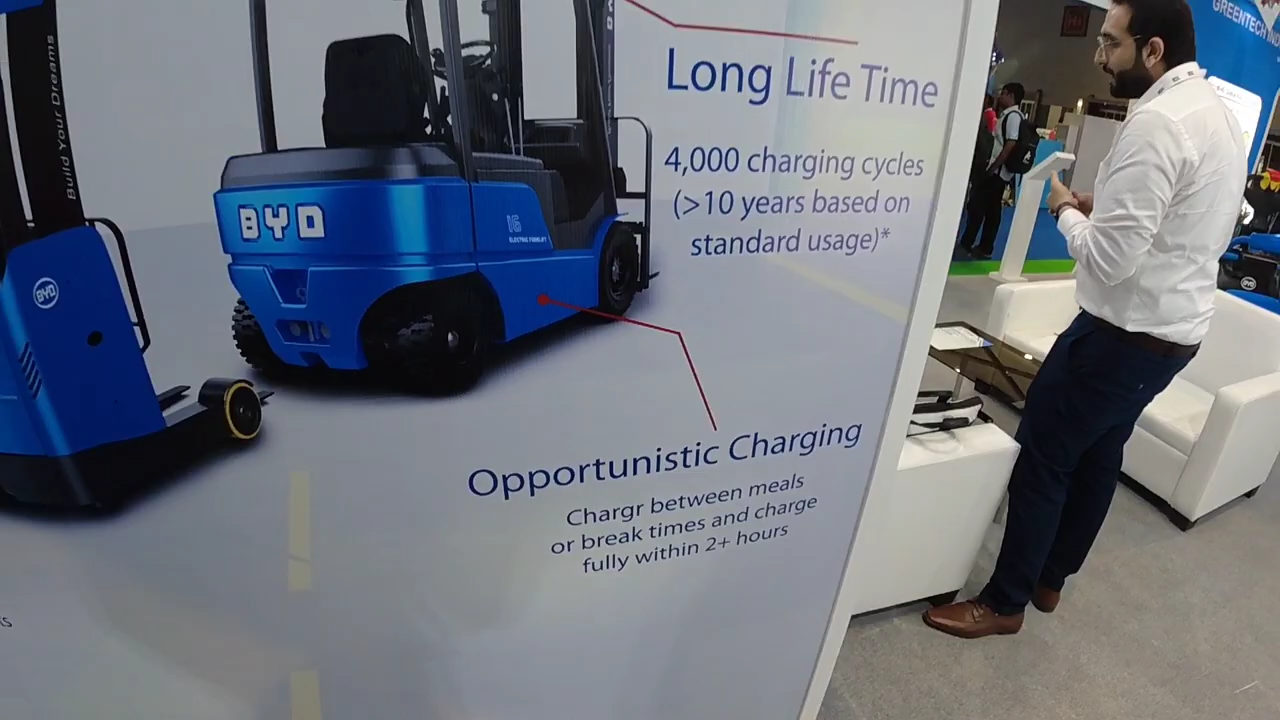 Build Your Dreams
BYD
BYD
16
ELECTRIC FORKLIFT
Long Life Time
4,000 charging cycles
(>10 years based on
standard usage)*
Opportunistic Charging
Chargr between meals
or break times and charge
fully within 2+ hours
GREENTECH
BYD